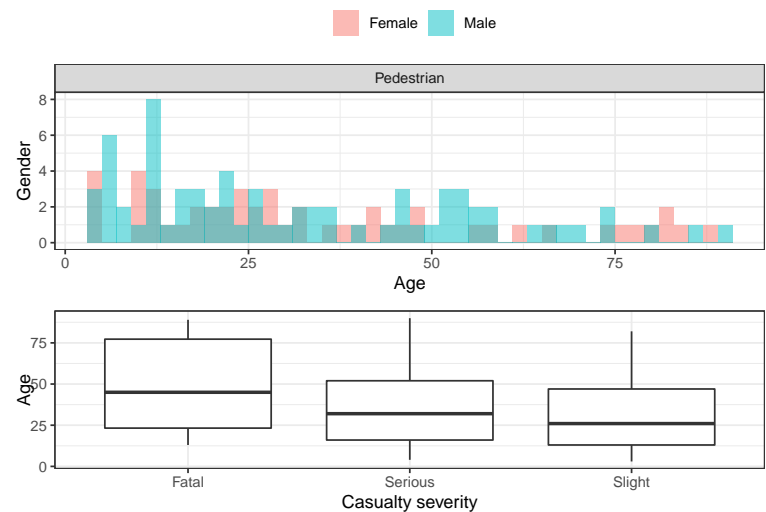 Female Male
Pedestrian
8
6
4
2
0
Gender
0 25 50 75
Age
75
50
25
0
Age
Fatal Serious Slight
Casualty severity